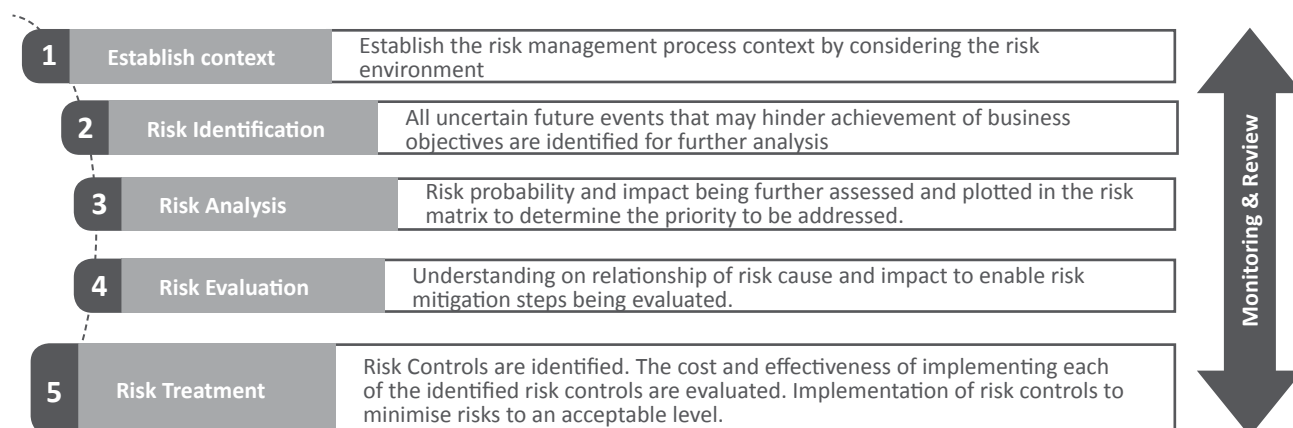 1
Establish context
Establish the risk management process context by considering the risk
environment
2
Risk Identification
All uncertain future events that may hinder achievement of business
objectives are identified for further analysis
3
Risk Analysis
Risk probability and impact being further assessed and plotted in the risk
matrix to determine the priority to be addressed.
4
Risk Evaluation
Understanding on relationship of risk cause and impact to enable risk
mitigation steps being evaluated.
5
Risk Treatment
Risk Controls are identified. The cost and effectiveness of implementing each
of the identified risk controls are evaluated. Implementation of risk controls to
minimise risks to an acceptable level.
Monitoring & Review